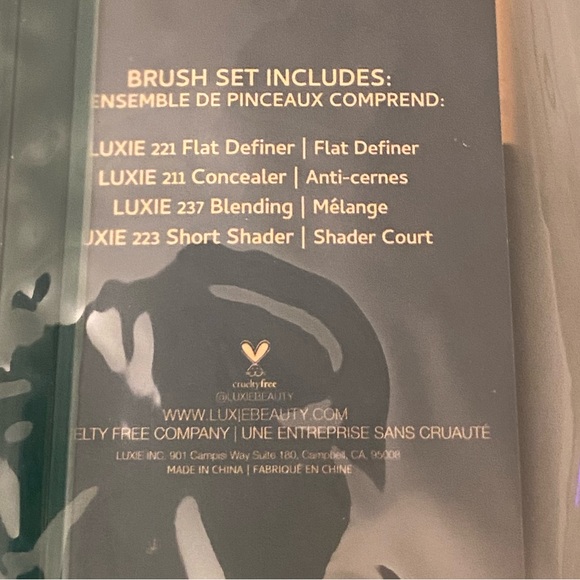 BRUSH SET INCLUDES:
ENSEMBLE DE PINCEAUX COMPREND:
LUXIE 221 Flat Definer | Flat Definer
LUXIE 211 Concealer | Anti-cernes
LUXIE 237 Blending | Mélange
UXIE 223 Short Shader | Shader Court
crueltyfree
@LUXIEBEAUTY
WWW.LUXIEBEAUTY.COM
ELTY FREE COMPANY | UNE ENTREPRISE SANS CRUAUTÉ
LUXIE INC. 901 Campisi Way Suite 180, Campbell, CA, 95008
MADE IN CHINA | FABRIQUÉ EN CHINE